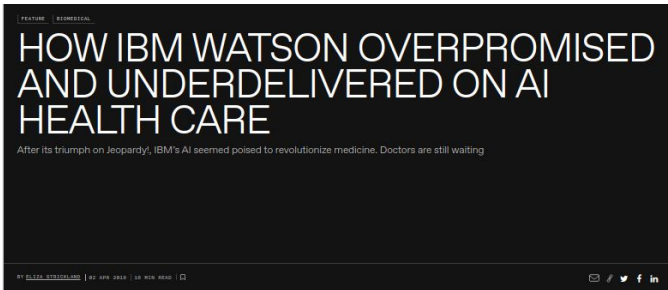 FEATURE BIOMEDICAL
HOW IBM WATSON OVERPROMISED
AND UNDERDELIVERED ON AI
HEALTH CARE
After its triumph on Jeopardy!, IBM's AI seemed poised to revolutionize medicine. Doctors are still waiting
BY ELIZA STRICKLAND | 02 APR 2019 | 10 MIN READ |